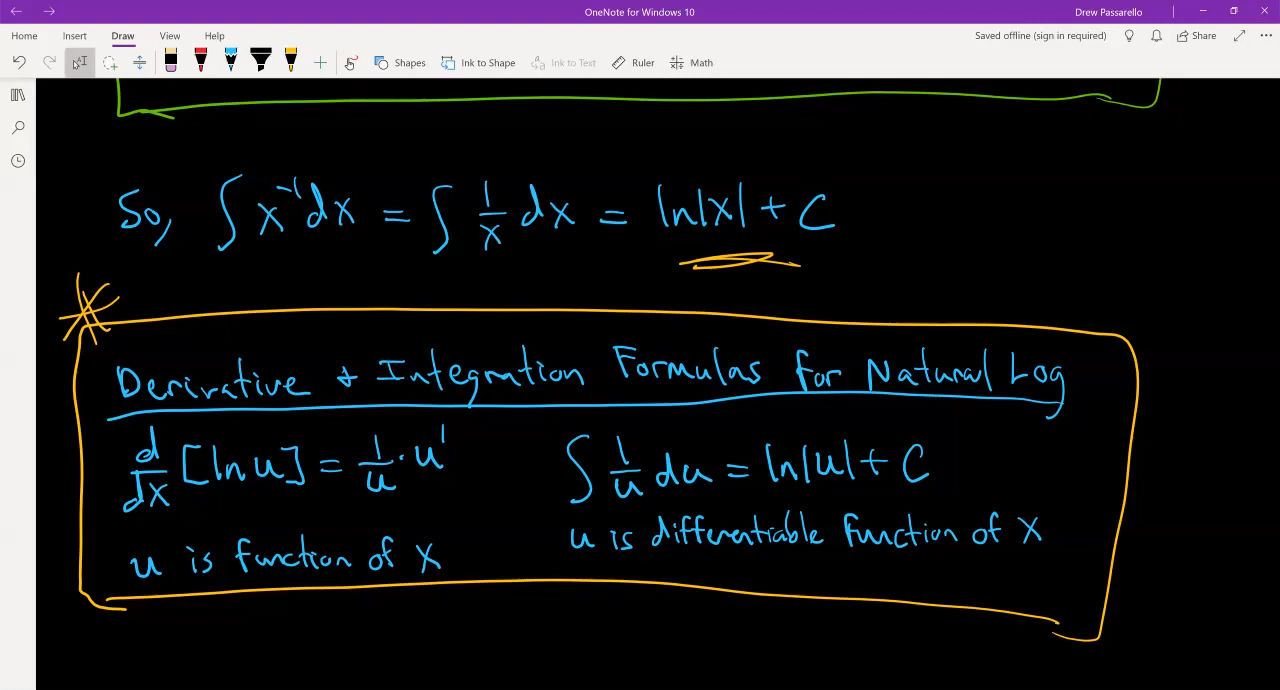 OneNote for Windows 10
Drew Passarello
Home Insert Draw View Help
Saved offline (sign in required)
Share
Shapes
Ink to Shape
Ink to Text
Ruler
Math
So, ∫ x⁻¹ dx = ∫ 1/x dx = ln|x| + C
Derivative & Integration Formulas for Natural Log
d/dx [ln u] = 1/u · u'
∫ 1/u du = ln|u| + C
u is function of x
u is differentiable function of x